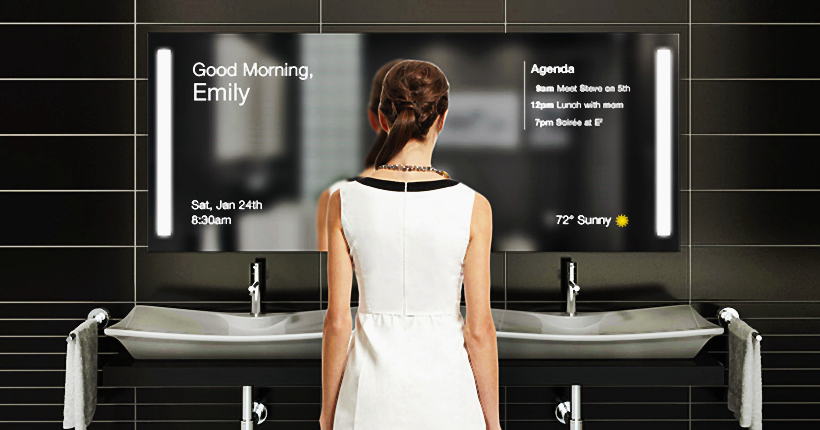 Good Morning,
Emily
Agenda
9am Meet Steve on 5th
12pm Lunch with mom
7pm Soirée at E²
Sat, Jan 24th
8:30am
72° Sunny